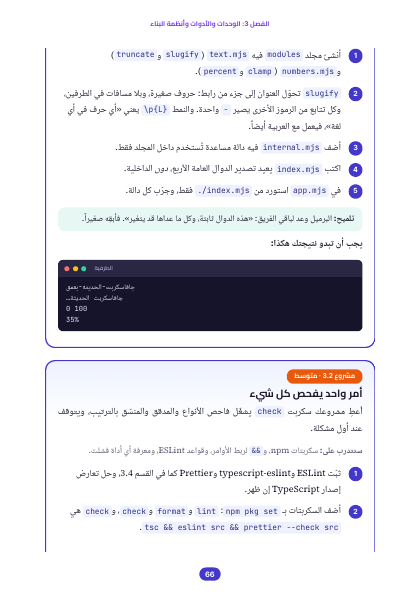 الفصل 3: الوحدات والأدوات وأنظمة البناء
1 أنشئ مجلد modules فيه text.mjs (slugify و truncate)
و numbers.mjs (clamp و percent).
2 slugify تحوّل العنوان إلى جزء من رابط: حروف صغيرة، وبلا مسافات في الطرفين،
وكل تتابع من الرموز الأخرى يصير - واحدة. والنمط \p{L} يعني «أي حرف في أي
لغة»، فيعمل مع العربية أيضاً.
3 أضف internal.mjs فيه دالة مساعدة تُستخدم داخل المجلد فقط.
4 اكتب index.mjs يعيد تصدير الدوال العامة الأربع، دون الداخلية.
5 في app.mjs استورد من ./index.mjs فقط، وجرّب كل دالة.
تلميح: البرميل وعد لباقي الفريق: «هذه الدوال ثابتة، وكل ما عداها قد يتغير». فأبقِه صغيراً.
يجب أن تبدو نتيجتك هكذا:
الطرفية
جافاسكربت-الحديثة-بعمق
جافاسكربت الحديثة…
0 100
35%
مشروع 3.2 · متوسط
أمر واحد يفحص كل شيء
أعطِ مشروعك سكربت check يشغّل فاحص الأنواع والمدقق والمنسّق بالترتيب، ويتوقف
عند أول مشكلة.
ستتدرب على: سكربتات npm، و && لربط الأوامر، وقواعد ESLint، ومعرفة أي أداة فشلت.
1 ثبّت ESLint وtypescript-eslint وPrettier كما في القسم 3.4، وحل تعارض
إصدار TypeScript إن ظهر.
2 أضف السكربتات بـ npm pkg set : lint و format و check ، و check هي
tsc && eslint src && prettier --check src .
66